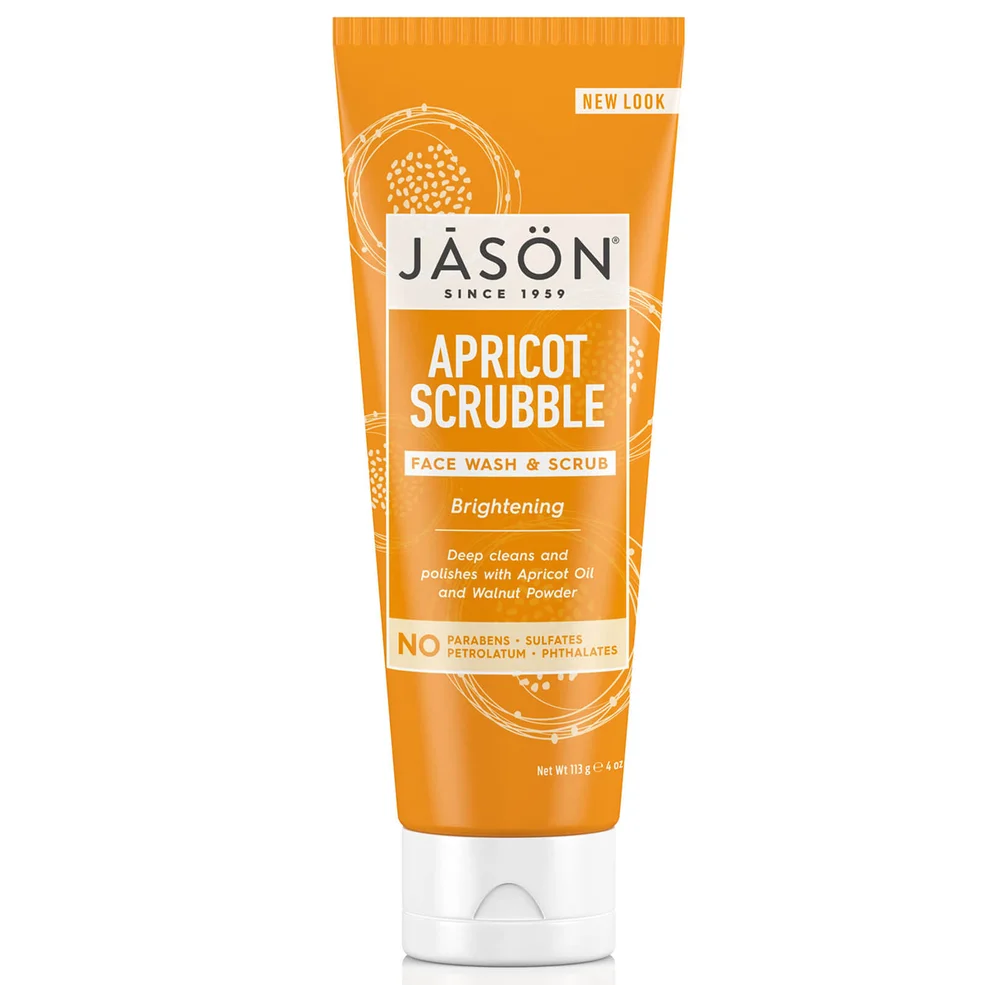 NEW LOOK
JĀSÖN®
SINCE 1959
APRICOT
SCRUBBLE
FACE WASH & SCRUB
Brightening
Deep cleans and
polishes with Apricot Oil
and Walnut Powder
NO PARABENS • SULFATES
PETROLATUM • PHTHALATES
Net Wt 113 g ℮ 4 oz